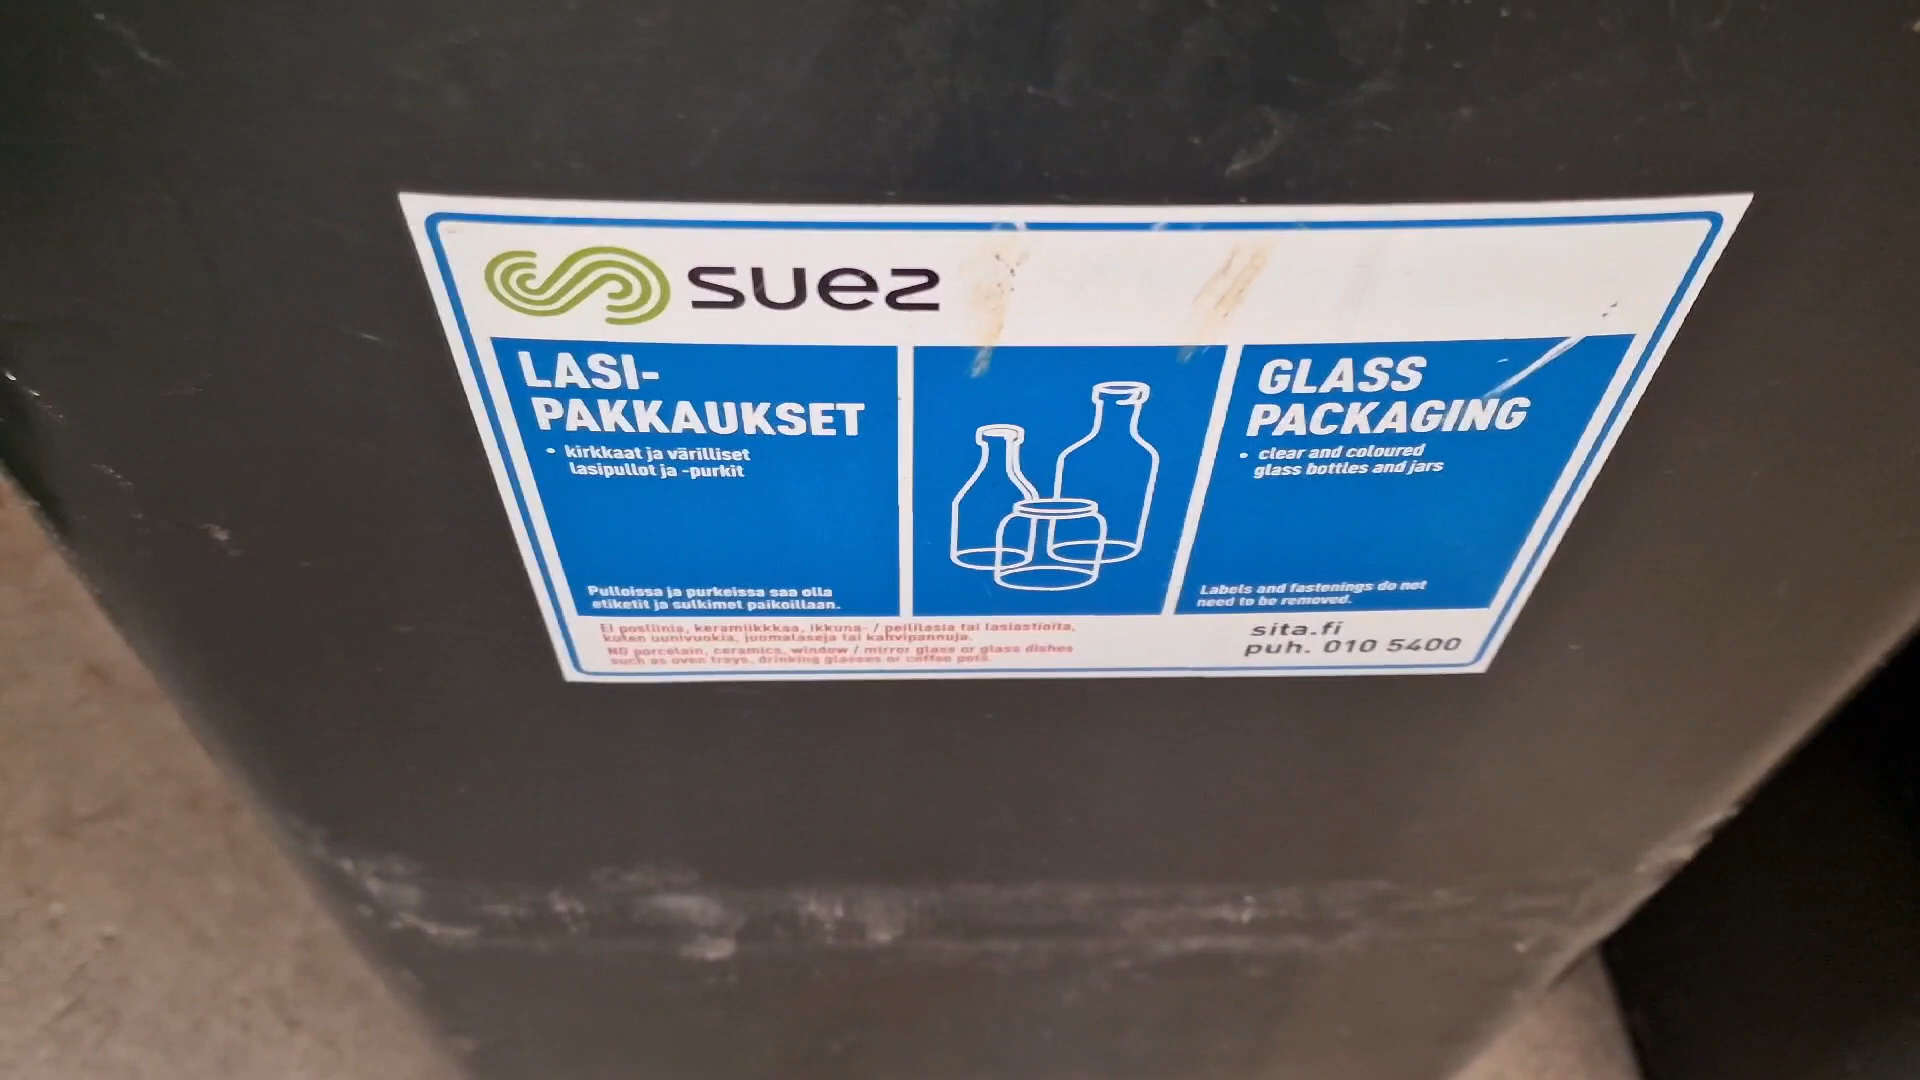 suez
LASI-
PAKKAUKSET
• kirkkaat ja värilliset
lasipullot ja -purkit
Pulloissa ja purkeissa saa olla
etiketit ja sulkimet paikoillaan.
GLASS
PACKAGING
• clear and coloured
glass bottles and jars
Labels and fastenings do not
need to be removed.
EI posliinia, keramiikkkaa, ikkuna- / peililasia tai lasiastioita,
kuten uunivuokia, juomalaseja tai kahvipannuja.
NO porcelain, ceramics, window / mirror glass or glass dishes
such as oven trays, drinking glasses or coffee pots.
sita.fi
puh. 010 5400